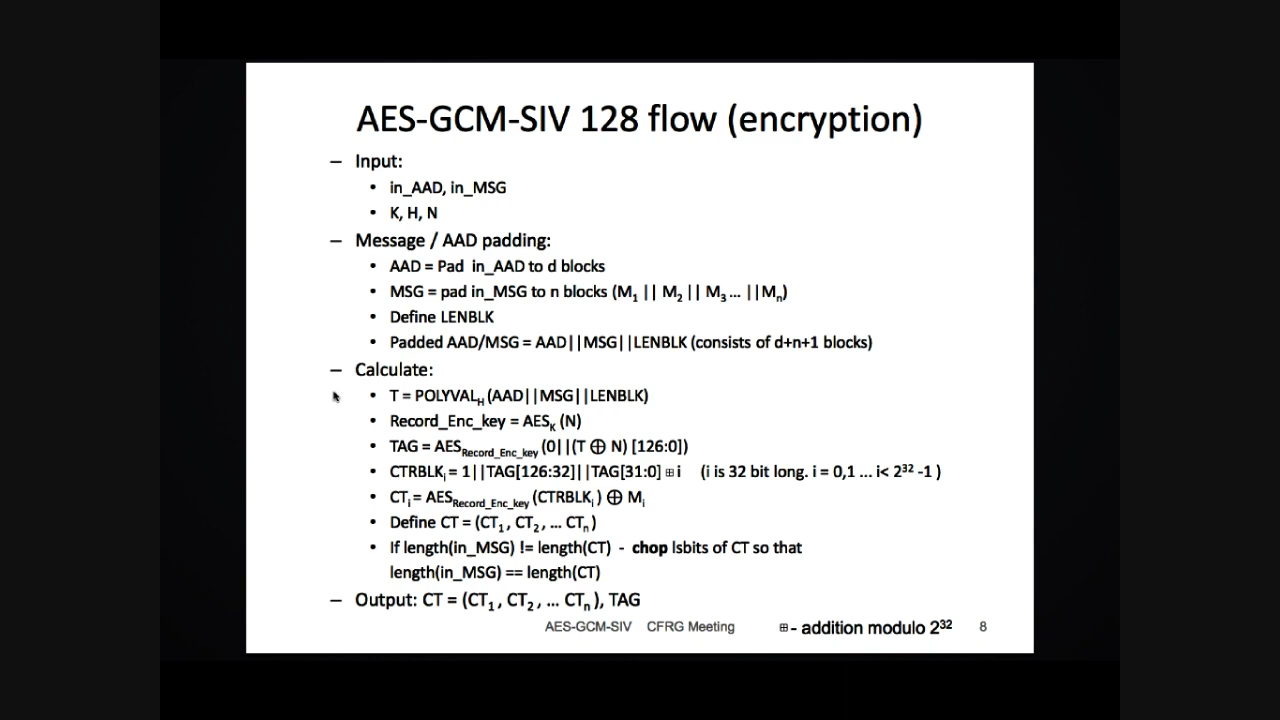 AES-GCM-SIV 128 flow (encryption)
– Input:
• in_AAD, in_MSG
• K, H, N
– Message / AAD padding:
• AAD = Pad in_AAD to d blocks
• MSG = pad in_MSG to n blocks (M1 || M2 || M3 ... ||Mn)
• Define LENBLK
• Padded AAD/MSG = AAD||MSG||LENBLK (consists of d+n+1 blocks)
– Calculate:
• T = POLYVALH (AAD||MSG||LENBLK)
• Record_Enc_key = AESK (N)
• TAG = AESRecord_Enc_key (0||(T ⊕ N) [126:0])
• CTRBLKi = 1||TAG[126:32]||TAG[31:0] ⊞ i (i is 32 bit long. i = 0,1 ... i< 2^32 -1 )
• CTi = AESRecord_Enc_key (CTRBLKi ) ⊕ Mi
• Define CT = (CT1 , CT2 , ... CTn )
• If length(in_MSG) != length(CT) - chop lsbits of CT so that
length(in_MSG) == length(CT)
– Output: CT = (CT1 , CT2 , ... CTn ), TAG
AES-GCM-SIV CFRG Meeting ⊞ - addition modulo 2^32 8